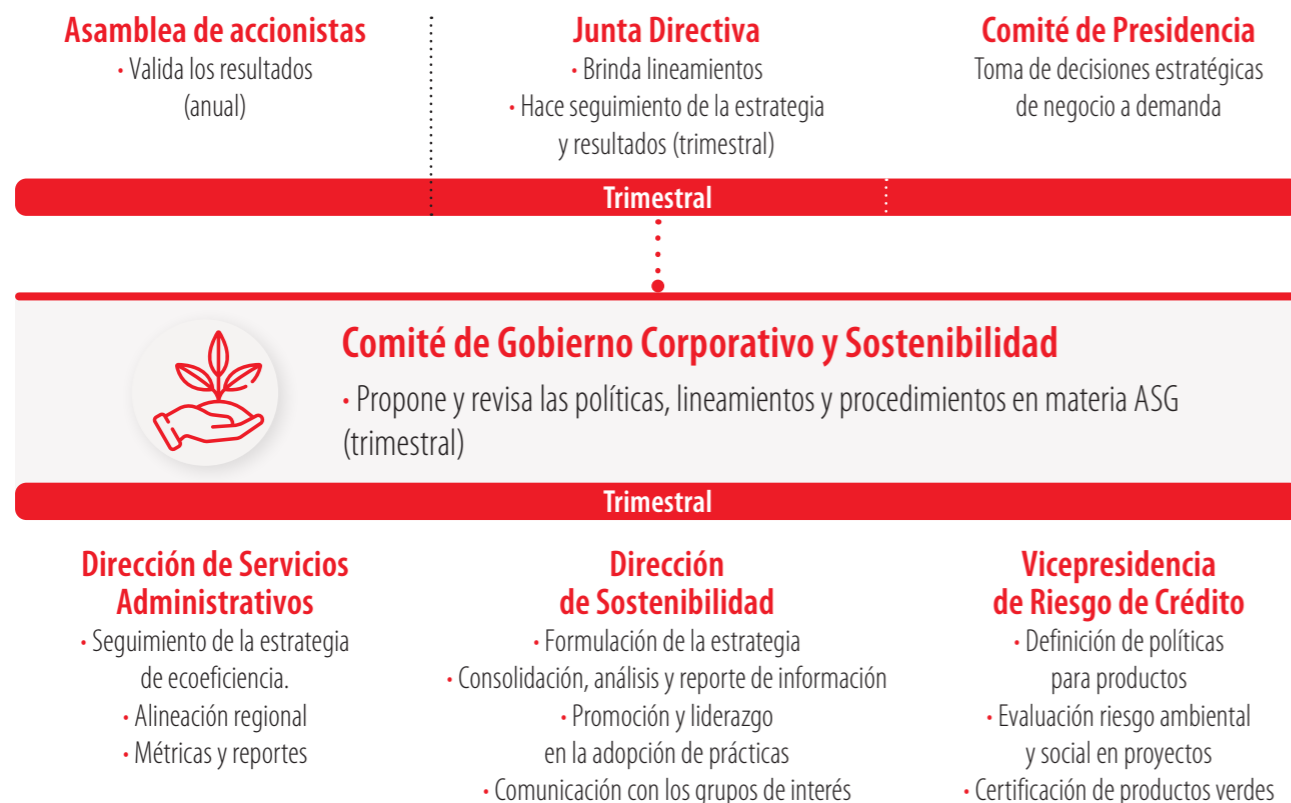 Asamblea de accionistas
• Valida los resultados
(anual)
Junta Directiva
• Brinda lineamientos
• Hace seguimiento de la estrategia
y resultados (trimestral)
Comité de Presidencia
Toma de decisiones estratégicas
de negocio a demanda
Trimestral
Comité de Gobierno Corporativo y Sostenibilidad
• Propone y revisa las políticas, lineamientos y procedimientos en materia ASG
(trimestral)
Trimestral
Dirección de Servicios
Administrativos
• Seguimiento de la estrategia
de ecoeficiencia.
• Alineación regional
• Métricas y reportes
Dirección
de Sostenibilidad
• Formulación de la estrategia
• Consolidación, análisis y reporte de información
• Promoción y liderazgo
en la adopción de prácticas
• Comunicación con los grupos de interés
Vicepresidencia
de Riesgo de Crédito
• Definición de políticas
para productos
• Evaluación riesgo ambiental
y social en proyectos
• Certificación de productos verdes